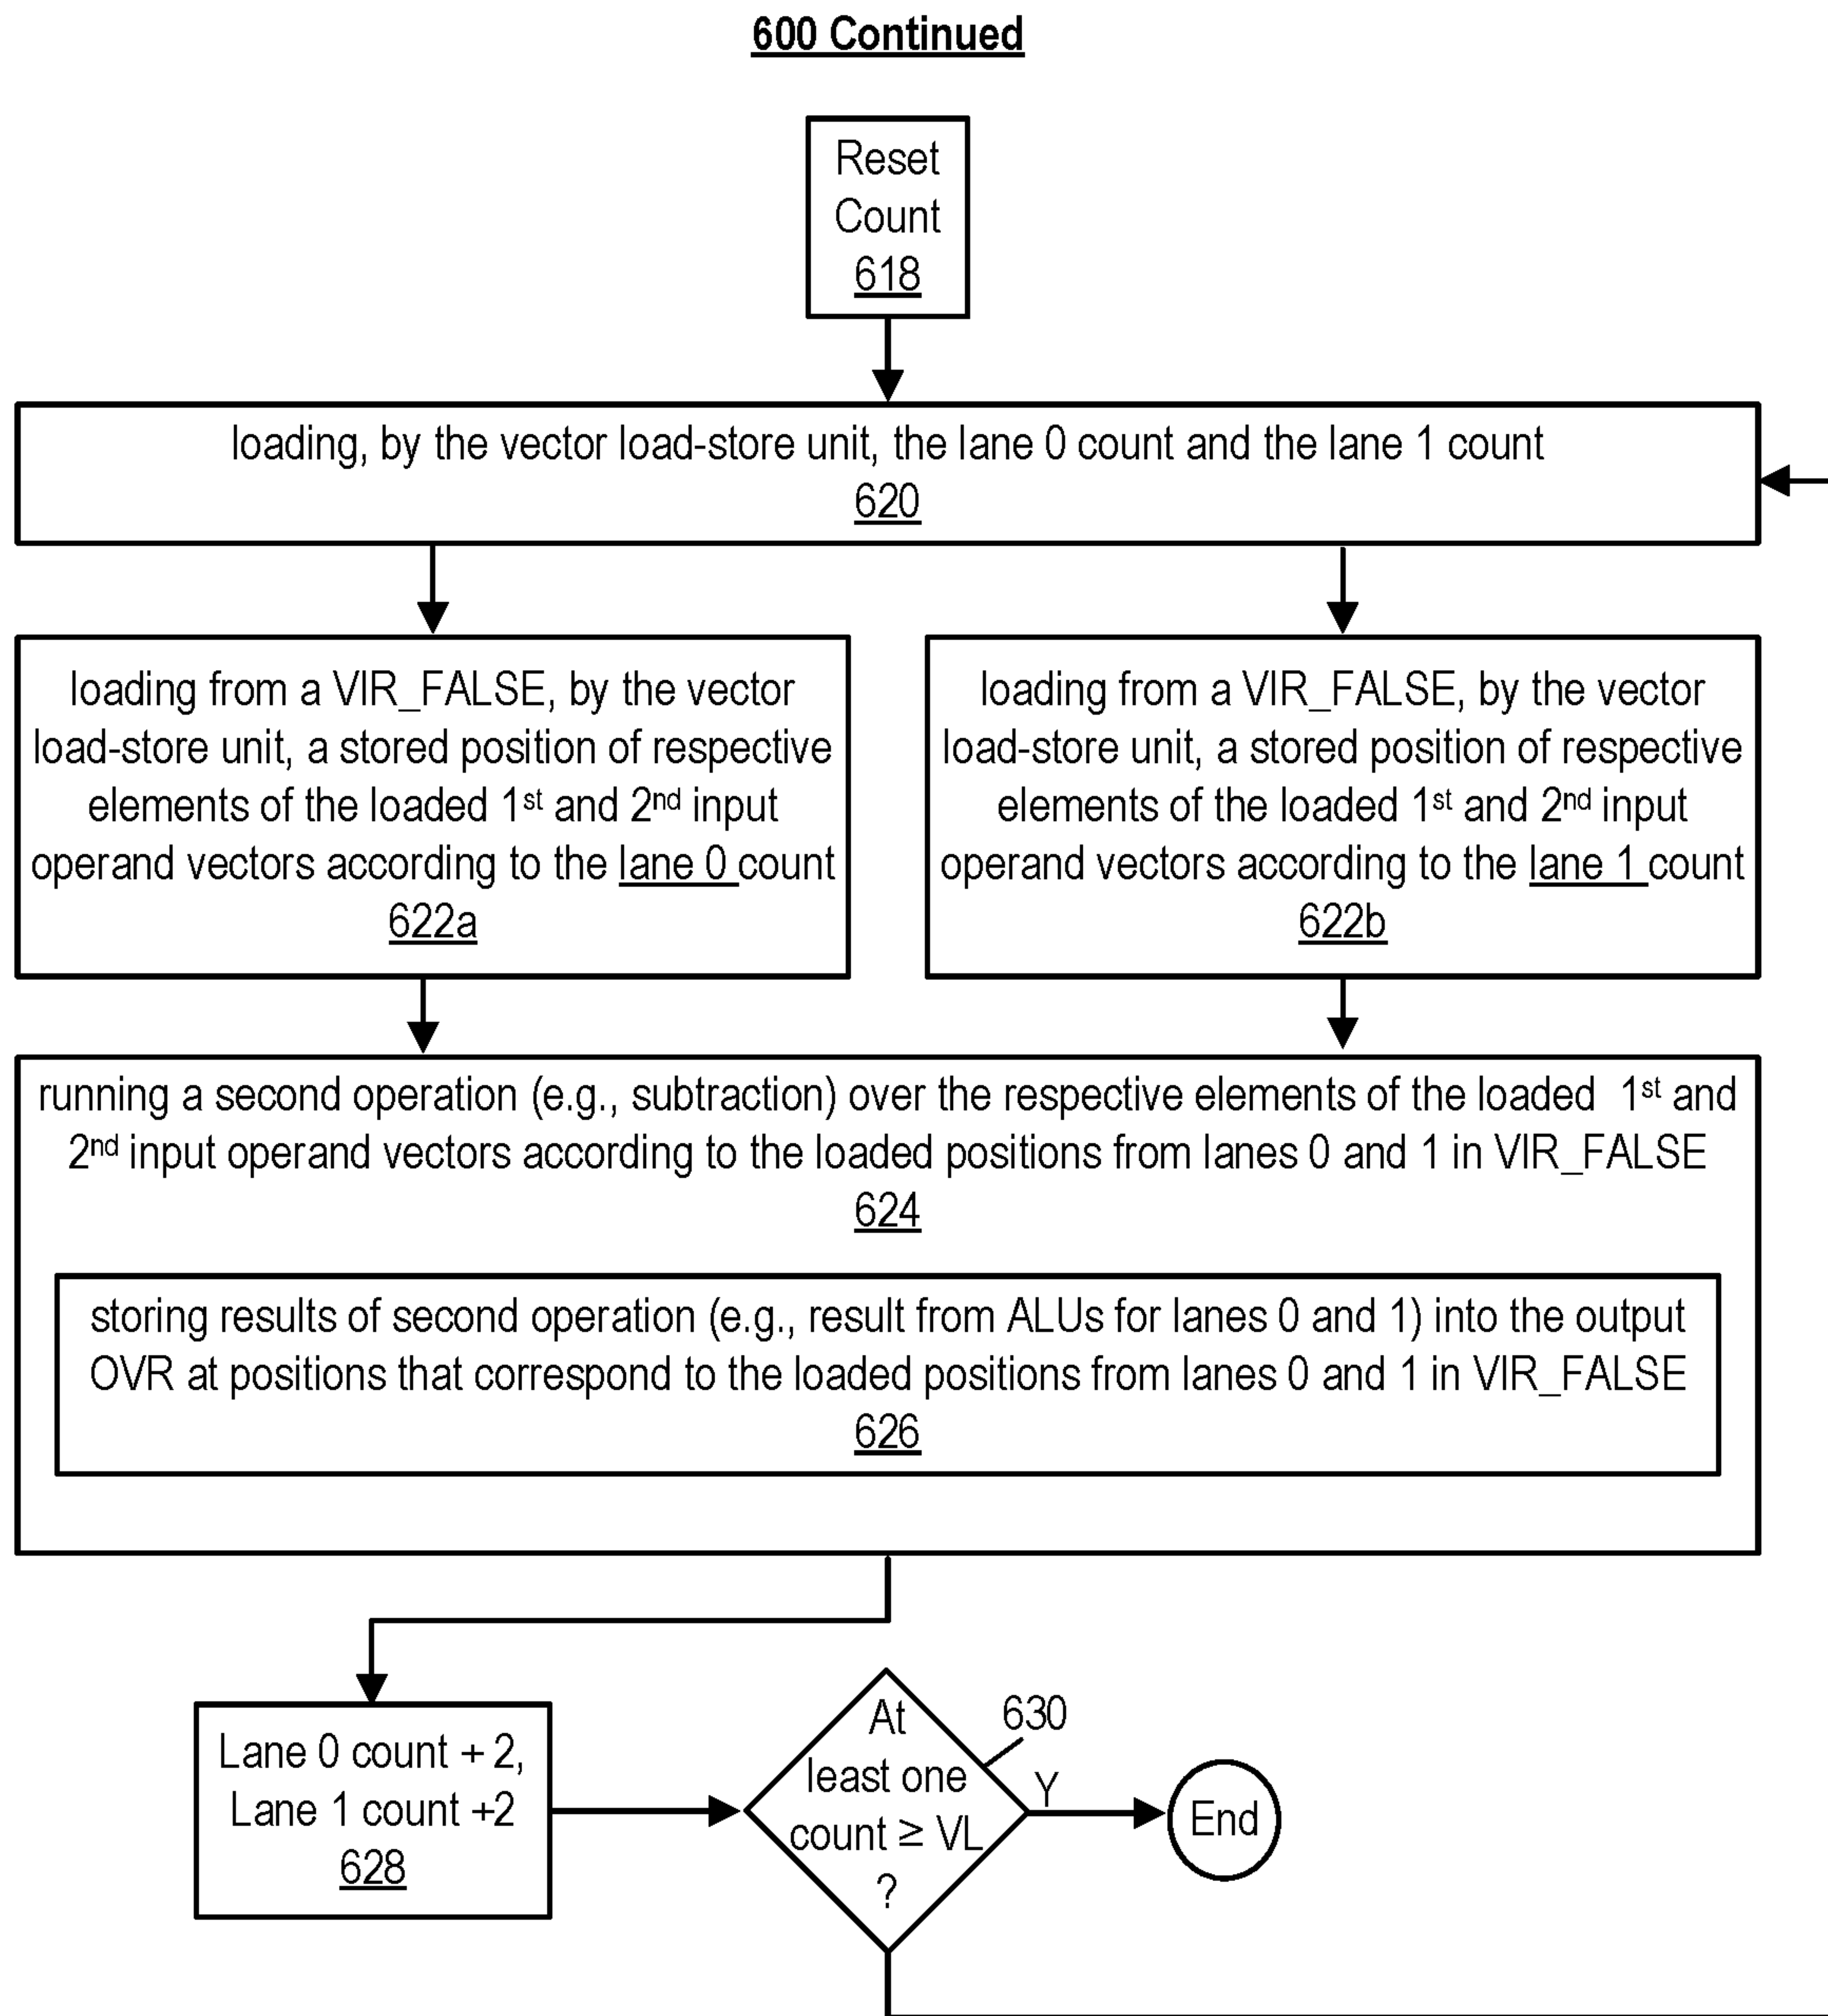 600 Continued
Reset
Count
618
loading, by the vector load-store unit, the lane 0 count and the lane 1 count
620
loading from a VIR_FALSE, by the vector
load-store unit, a stored position of respective
elements of the loaded 1st and 2nd input
operand vectors according to the lane 0 count
622a
loading from a VIR_FALSE, by the vector
load-store unit, a stored position of respective
elements of the loaded 1st and 2nd input
operand vectors according to the lane 1 count
622b
running a second operation (e.g., subtraction) over the respective elements of the loaded 1st and
2nd input operand vectors according to the loaded positions from lanes 0 and 1 in VIR_FALSE
624
storing results of second operation (e.g., result from ALUs for lanes 0 and 1) into the output
OVR at positions that correspond to the loaded positions from lanes 0 and 1 in VIR_FALSE
626
Lane 0 count + 2,
Lane 1 count +2
628
At
least one
count ≥ VL
?
630
Y
End